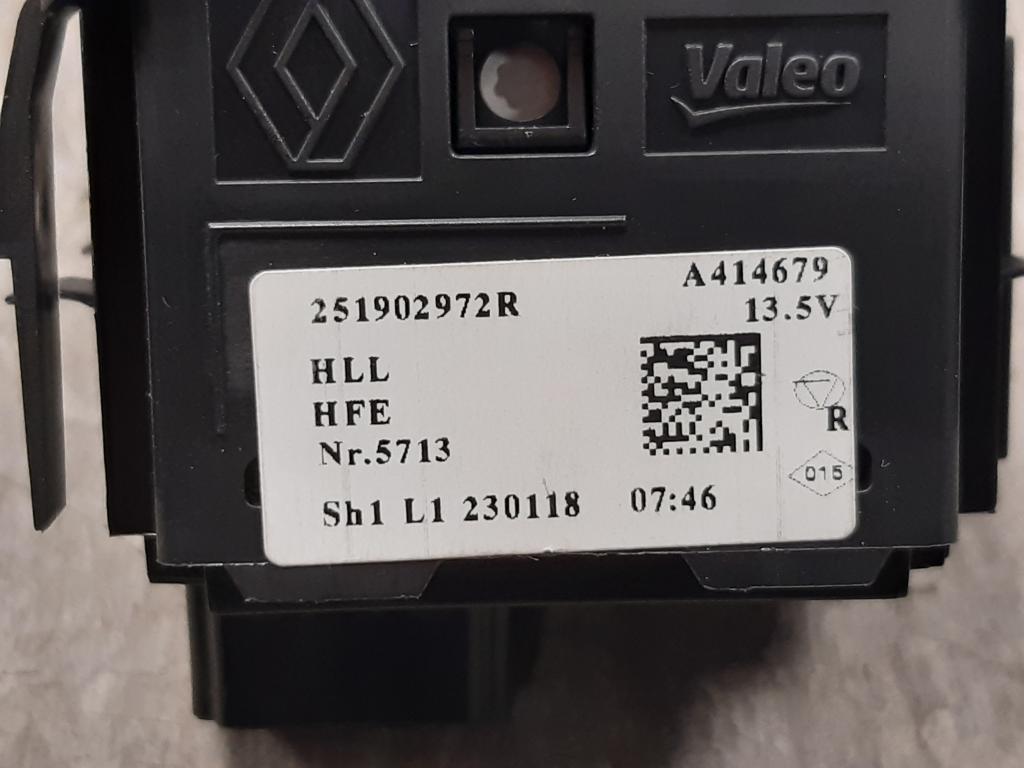 Valeo
A414679
251902972R
13.5V
HLL
HFE
R
Nr.5713
015
Sh1 L1 230118 07:46